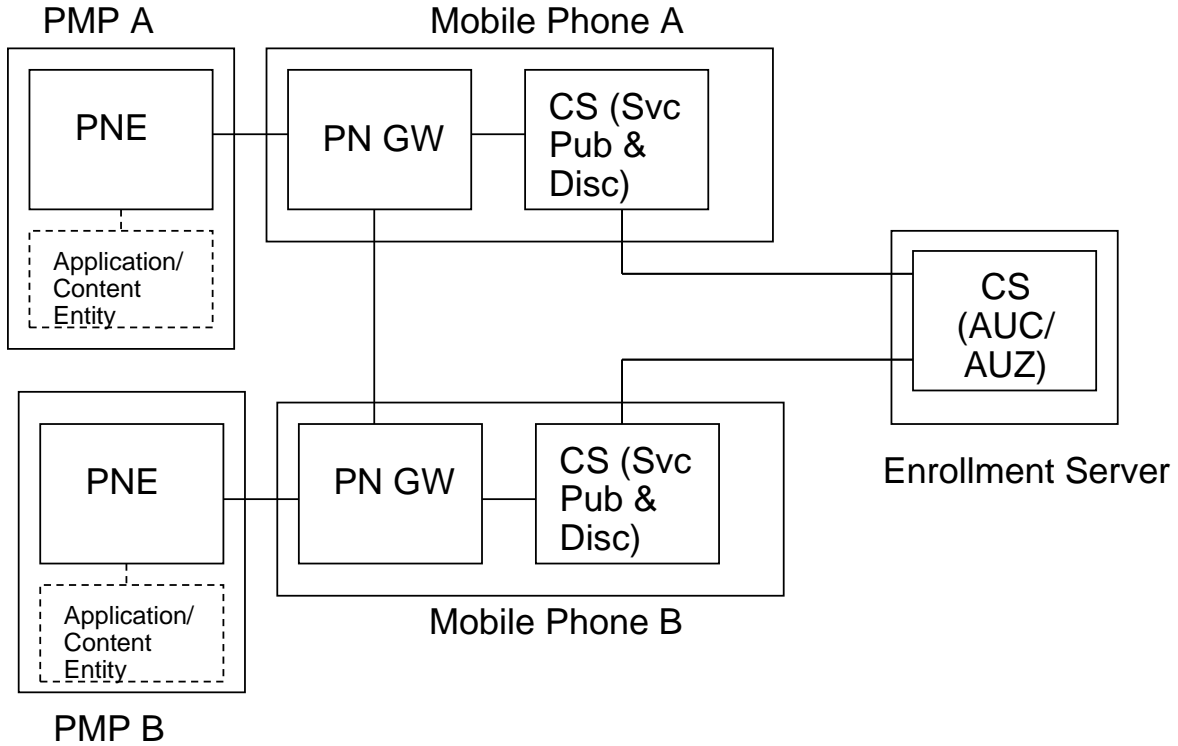 PMP A
Mobile Phone A
PNE
PN GW
CS (Svc
Pub &
Disc)
Application/
Content
Entity
CS
(AUC/
AUZ)
Enrollment Server
PNE
PN GW
CS (Svc
Pub &
Disc)
Application/
Content
Entity
Mobile Phone B
PMP B